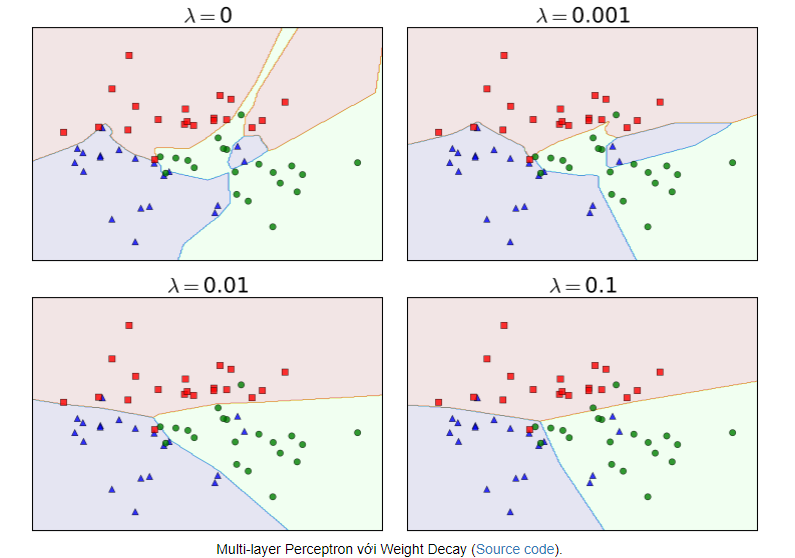 λ = 0
λ = 0.001
λ = 0.01
λ = 0.1
Multi-layer Perceptron với Weight Decay (Source code).